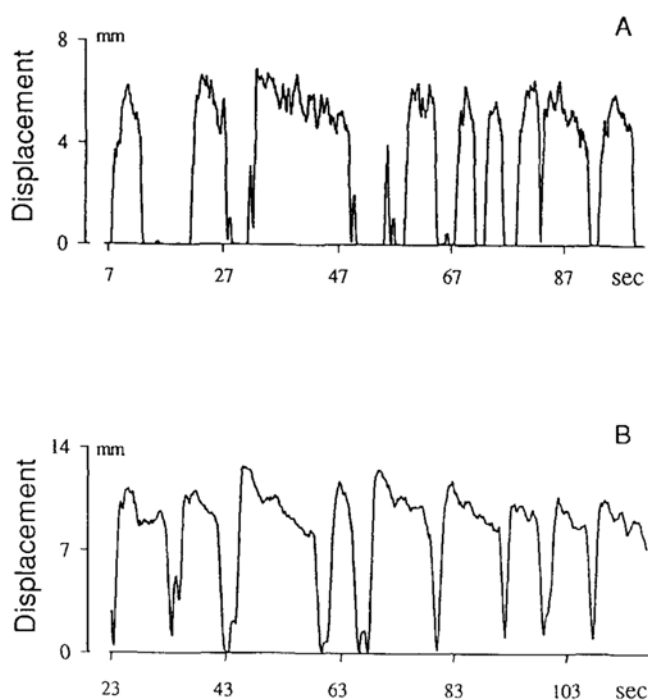 A
8 mm
Displacement
4
0
7 27 47 67 87 sec
B
14 mm
Displacement
7
0
23 43 63 83 103 sec